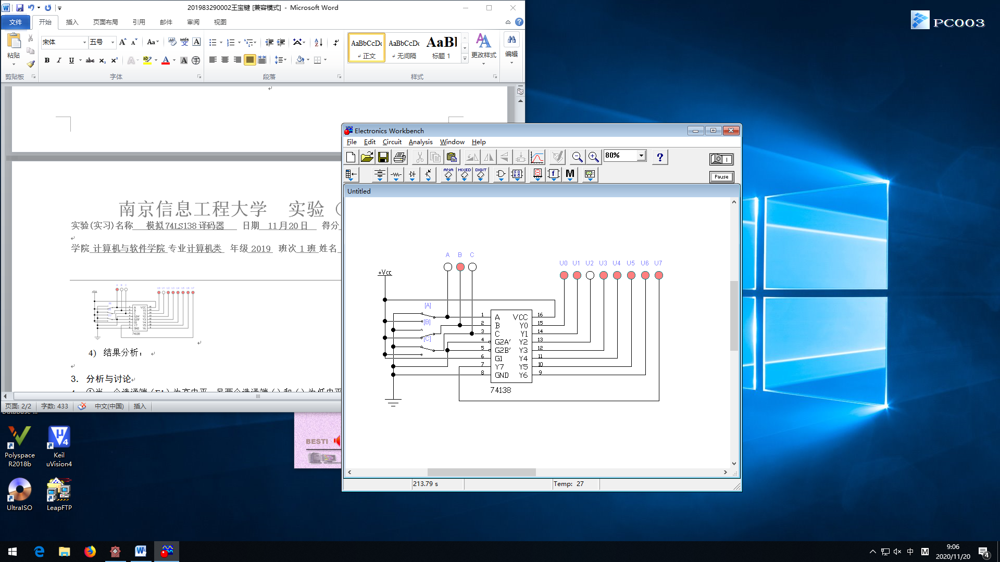 201983290002王宝楗 [兼容模式] - Microsoft Word
文件 开始 插入 页面布局 引用 邮件 审阅 视图
宋体 五号
粘贴
AaBbCcDc AaBbCcDc AaBl
正文 无间隔 标题 1
更改样式 编辑
剪贴板 字体 段落 样式
PC003
南京信息工程大学 实验（
实验(实习)名称 模拟74LS138译码器 日期 11月20日 得分
学院 计算机与软件学院 专业计算机类 年级 2019 班次 1 班 姓名
4） 结果分析：
3. 分析与讨论
页面: 2/2 字数: 433 中文(中国) 插入
Electronics Workbench
File Edit Circuit Analysis Window Help
80%
ANA MIXED DIGIT
Pause
Untitled
A B C
U0 U1 U2 U3 U4 U5 U6 U7
+Vcc
[A]
[B]
[C]
1 A VCC 16
2 B Y0 15
3 C Y1 14
4 G2A' Y2 13
5 G2B' Y3 12
6 G1 Y4 11
7 Y7 Y5 10
8 GND Y6 9
74138
213.79 s Temp: 27
BESTI
Polyspace R2018b
Keil uVision4
UltraISO
LeapFTP
中 M
9:06
2020/11/20
4